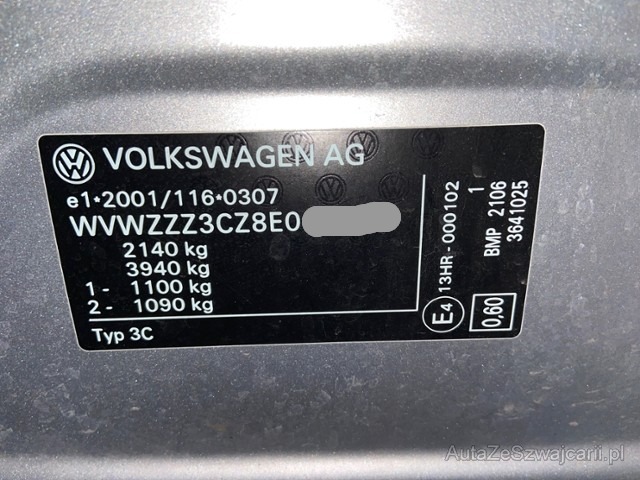 VOLKSWAGEN AG
e1*2001/116*0307
WVWZZZ3CZ8E0
2140 kg
3940 kg
1 - 1100 kg
2 - 1090 kg
Typ 3C
E4
13HR-000102
1
BMP 2106
3641025
0,60
AutaZeSzwajcarii.pl